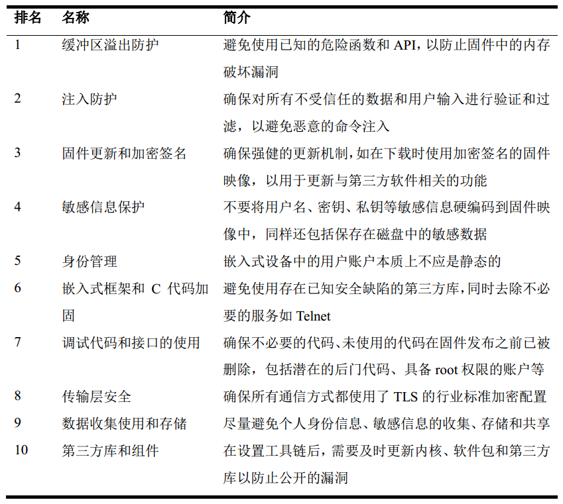 排名 名称 简介
1 缓冲区溢出防护 避免使用已知的危险函数和 API，以防止固件中的内存
破坏漏洞
2 注入防护 确保对所有不受信任的数据和用户输入进行验证和过
滤，以避免恶意的命令注入
3 固件更新和加密签名 确保强健的更新机制，如在下载时使用加密签名的固件
映像，以用于更新与第三方软件相关的功能
4 敏感信息保护 不要将用户名、密钥、私钥等敏感信息硬编码到固件映
像中，同样还包括保存在磁盘中的敏感数据
5 身份管理 嵌入式设备中的用户账户本质上不应是静态的
6 嵌入式框架和 C 代码加 避免使用存在已知安全缺陷的第三方库，同时去除不必
固 要的服务如 Telnet
7 调试代码和接口的使用 确保不必要的代码、未使用的代码在固件发布之前已被
删除，包括潜在的后门代码、具备 root 权限的账户等
8 传输层安全 确保所有通信方式都使用了 TLS 的行业标准加密配置
9 数据收集使用和存储 尽量避免个人身份信息、敏感信息的收集、存储和共享
10 第三方库和组件 在设置工具链后，需要及时更新内核、软件包和第三方
库以防止公开的漏洞